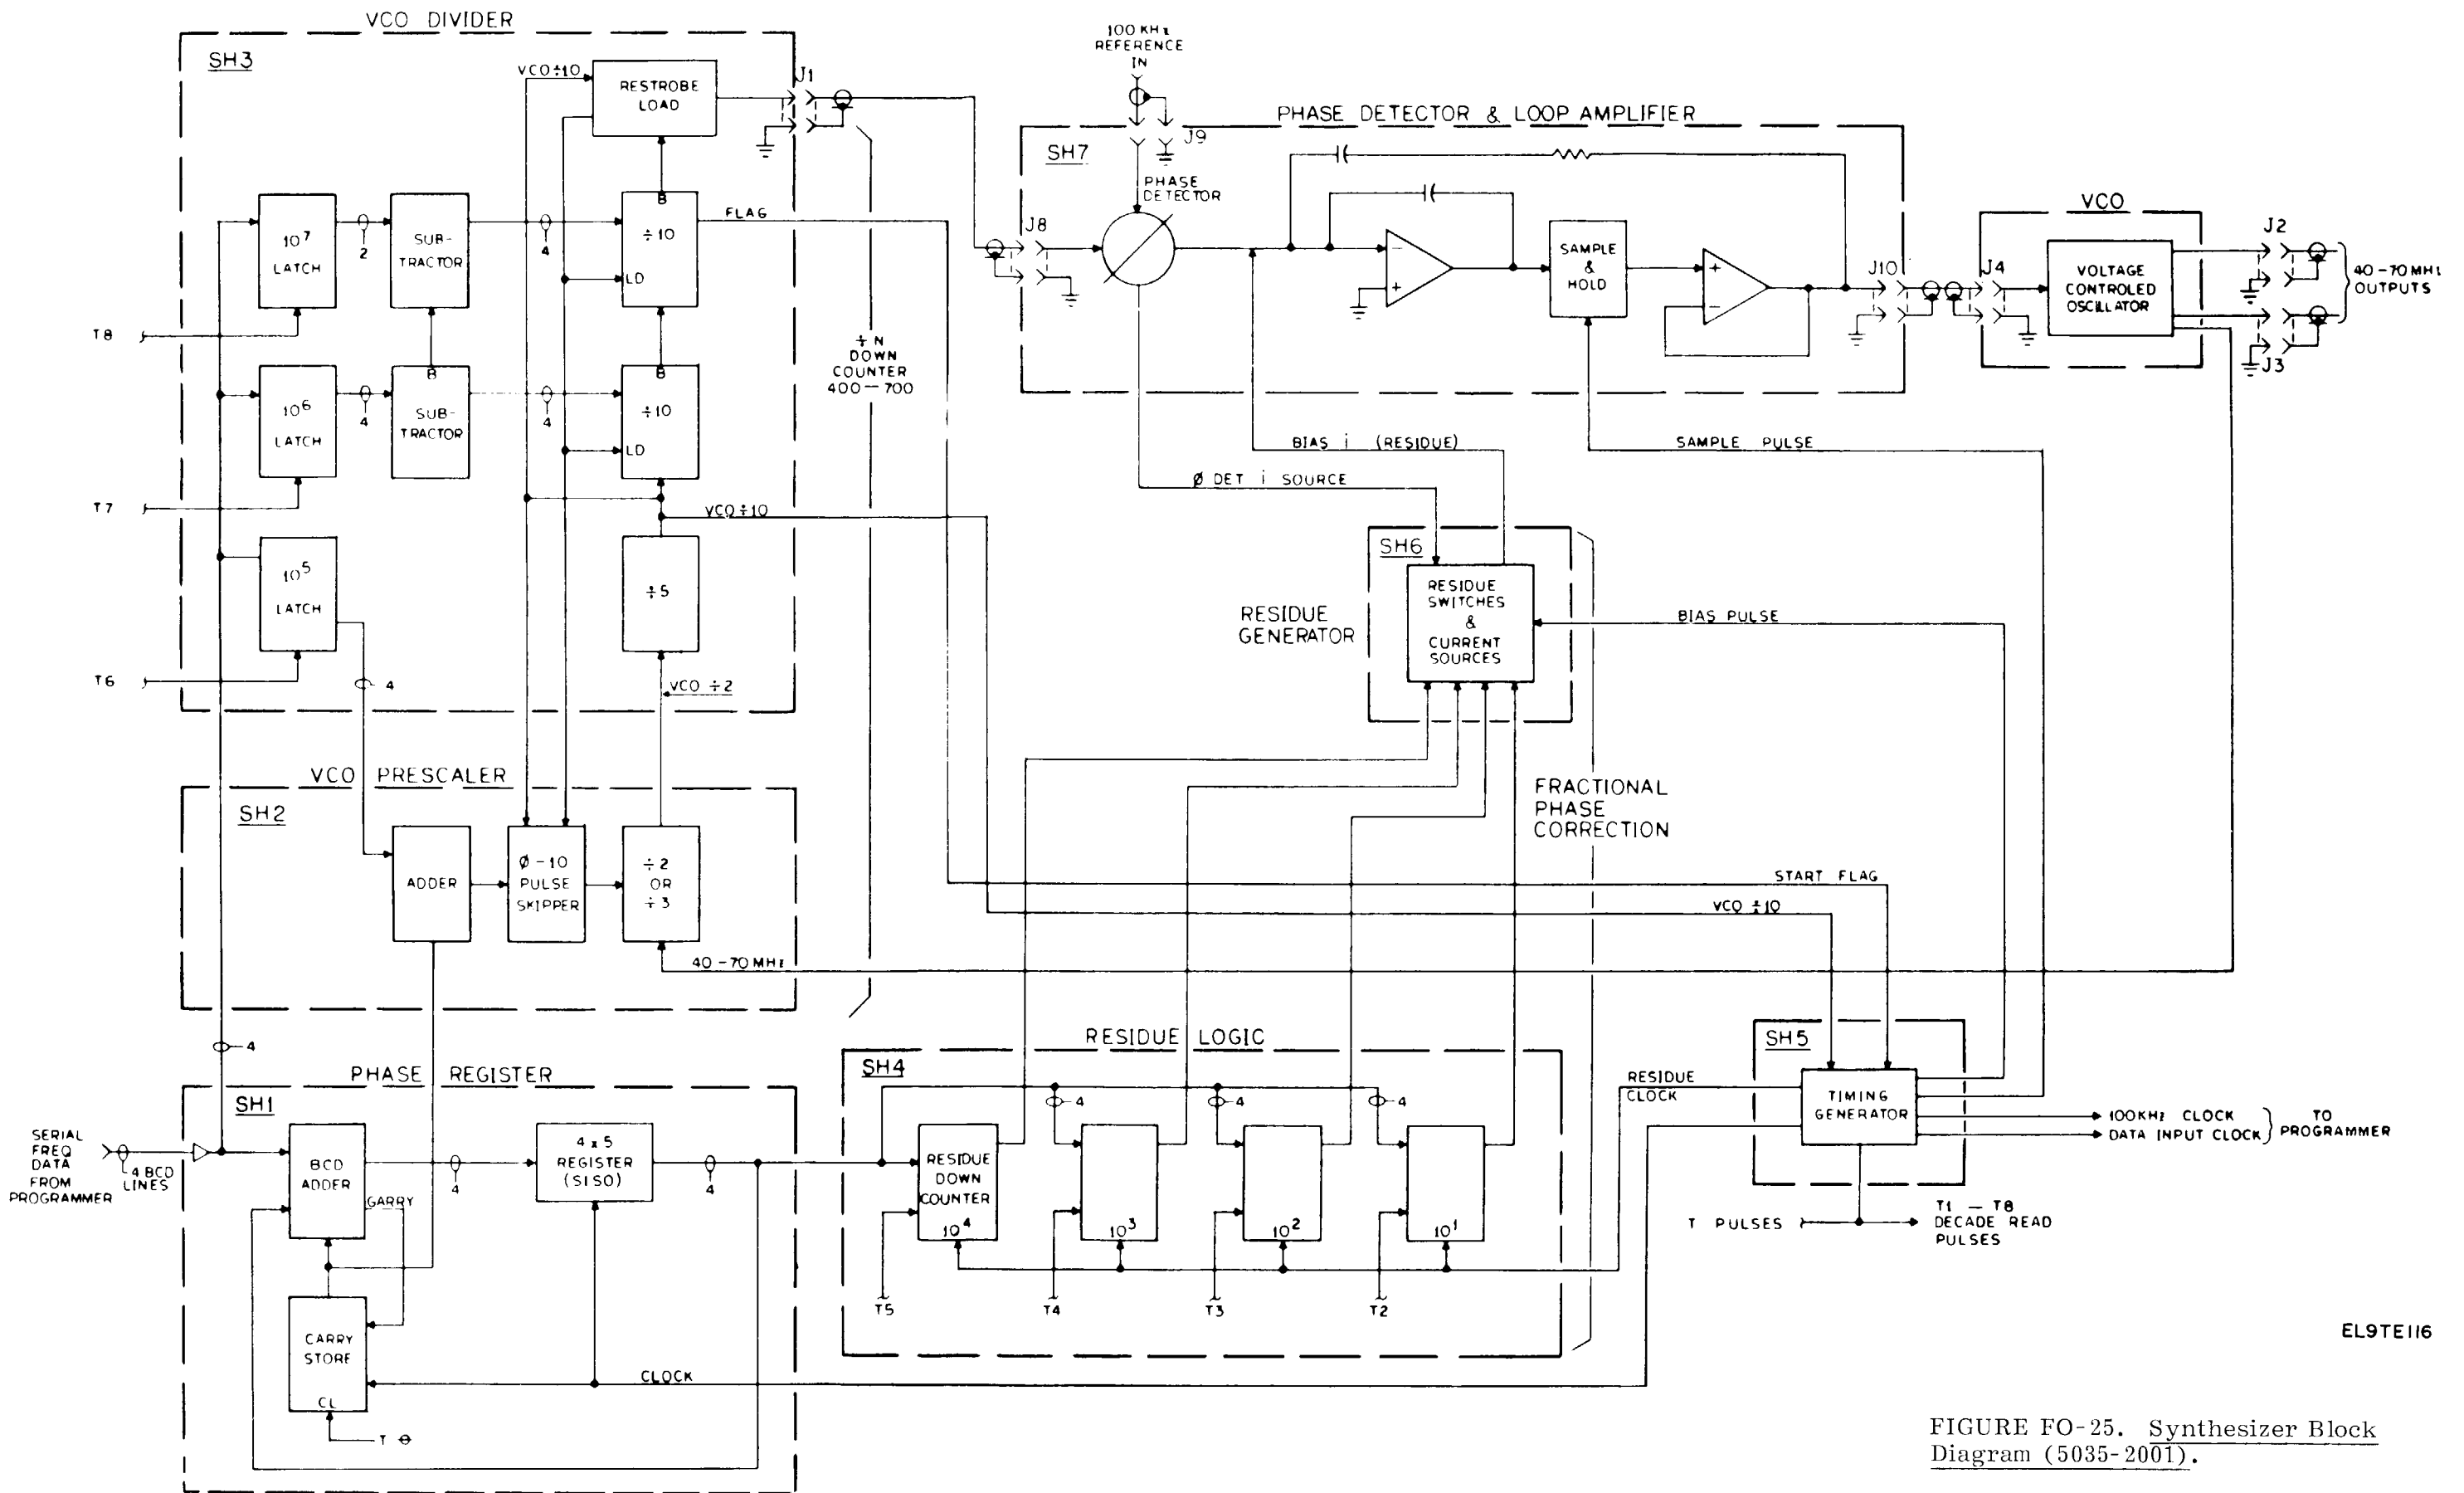 VCO DIVIDER
SH3
VCO÷10
RESTROBE
LOAD
J1
10⁷
LATCH
2
SUB-
TRACTOR
4
B
÷10
LD
FLAG
T8
10⁶
LATCH
4
B
SUB-
TRACTOR
4
B
÷10
LD
T7
VCO÷10
10⁵
LATCH
÷5
T6
4
VCO ÷2
÷N
DOWN
COUNTER
400-700
100 KHz
REFERENCE
IN
J9
PHASE DETECTOR & LOOP AMPLIFIER
SH7
PHASE
DETECTOR
J8
-
+
SAMPLE
&
HOLD
+
-
J10
J4
VCO
VOLTAGE
CONTROLED
OSCILLATOR
J2
J3
40-70 MHz
OUTPUTS
BIAS i (RESIDUE)
SAMPLE PULSE
Ø DET i SOURCE
SH6
RESIDUE
SWITCHES
&
CURRENT
SOURCES
RESIDUE
GENERATOR
BIAS PULSE
FRACTIONAL
PHASE
CORRECTION
VCO PRESCALER
SH2
ADDER
Ø-10
PULSE
SKIPPER
÷2
OR
÷3
40-70 MHz
START FLAG
VCO ÷10
4
PHASE REGISTER
SH1
SERIAL
FREQ
DATA
FROM
PROGRAMMER
4 BCD
LINES
BCD
ADDER
CARRY
4
4 x 5
REGISTER
(SISO)
4
CARRY
STORE
CL
T Ө
CLOCK
RESIDUE LOGIC
SH4
4
4
4
RESIDUE
DOWN
COUNTER
10⁴
10³
10²
10¹
T5
T4
T3
T2
RESIDUE
CLOCK
SH5
TIMING
GENERATOR
100KHz CLOCK
DATA INPUT CLOCK
TO
PROGRAMMER
T PULSES
T1 - T8
DECADE READ
PULSES
EL9TE116
FIGURE FO-25. Synthesizer Block
Diagram (5035-2001).